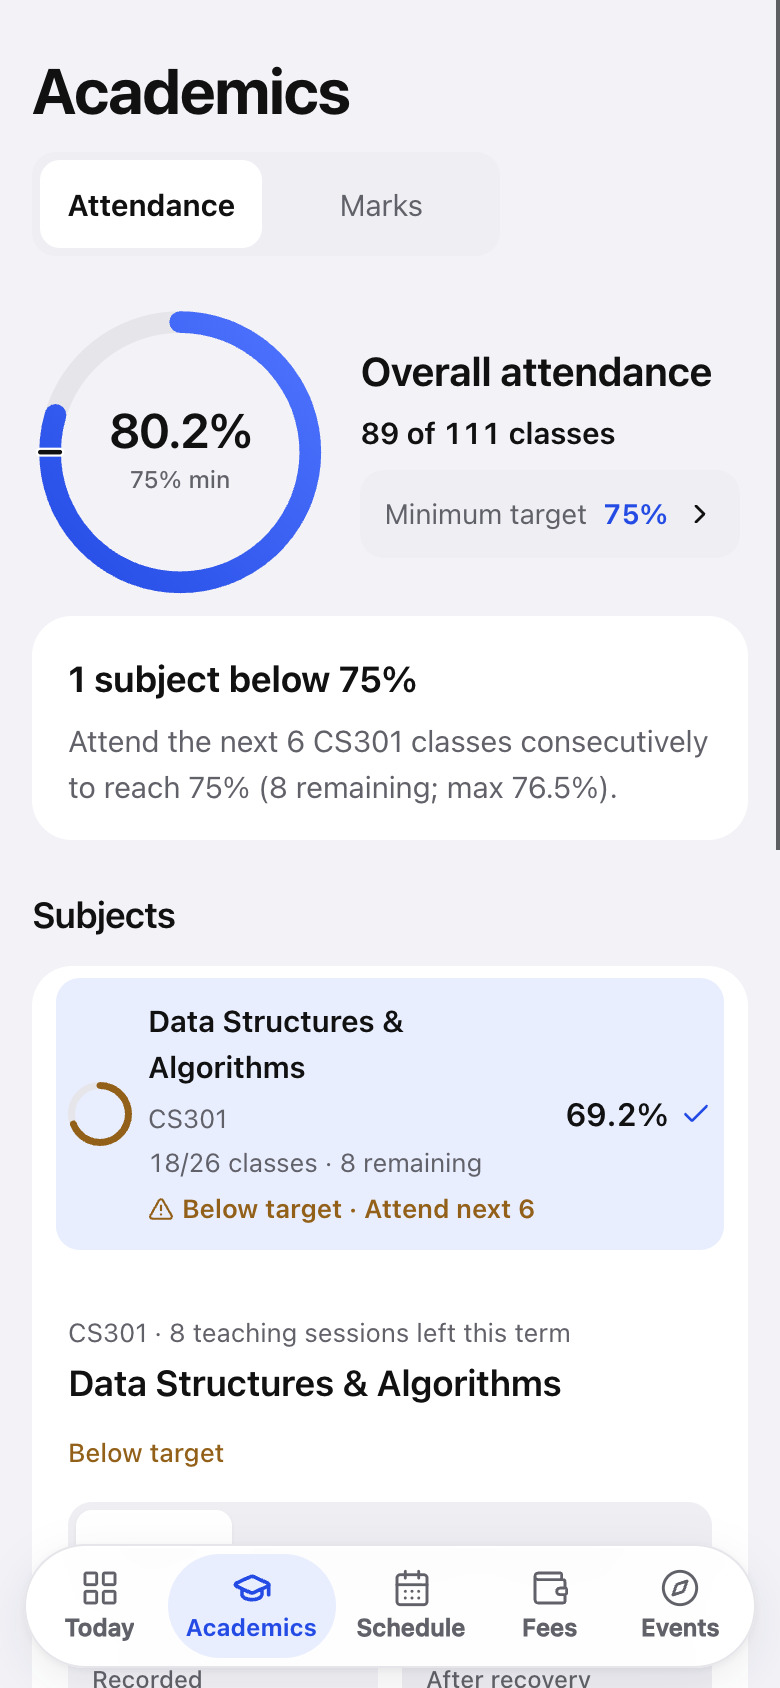 Academics
Attendance
Marks
80.2%
75% min
Overall attendance
89 of 111 classes
Minimum target 75%
1 subject below 75%
Attend the next 6 CS301 classes consecutively
to reach 75% (8 remaining; max 76.5%).
Subjects
Data Structures &
Algorithms
CS301
69.2%
18/26 classes · 8 remaining
Below target · Attend next 6
CS301 · 8 teaching sessions left this term
Data Structures & Algorithms
Below target
Today
Academics
Schedule
Fees
Events
Recorded
After recovery